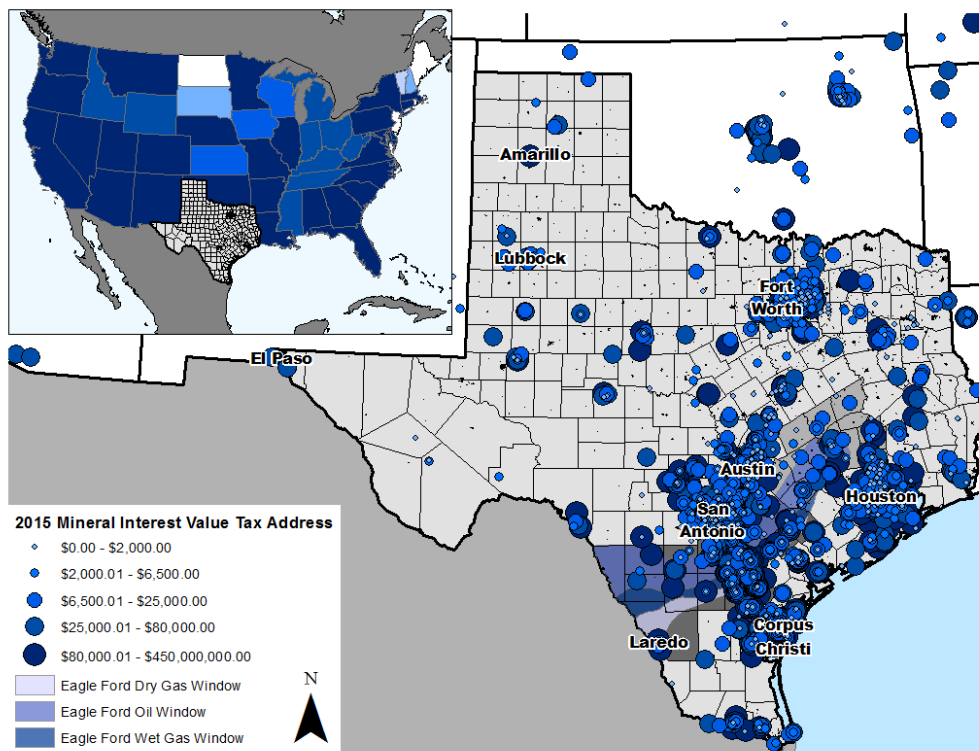 Amarillo
Lubbock
Fort
Worth
El Paso
Austin
Houston
San
Antonio
Corpus
Christi
Laredo
2015 Mineral Interest Value Tax Address
$0.00 - $2,000.00
$2,000.01 - $6,500.00
$6,500.01 - $25,000.00
$25,000.01 - $80,000.00
$80,000.01 - $450,000,000.00
Eagle Ford Dry Gas Window
Eagle Ford Oil Window
Eagle Ford Wet Gas Window
N